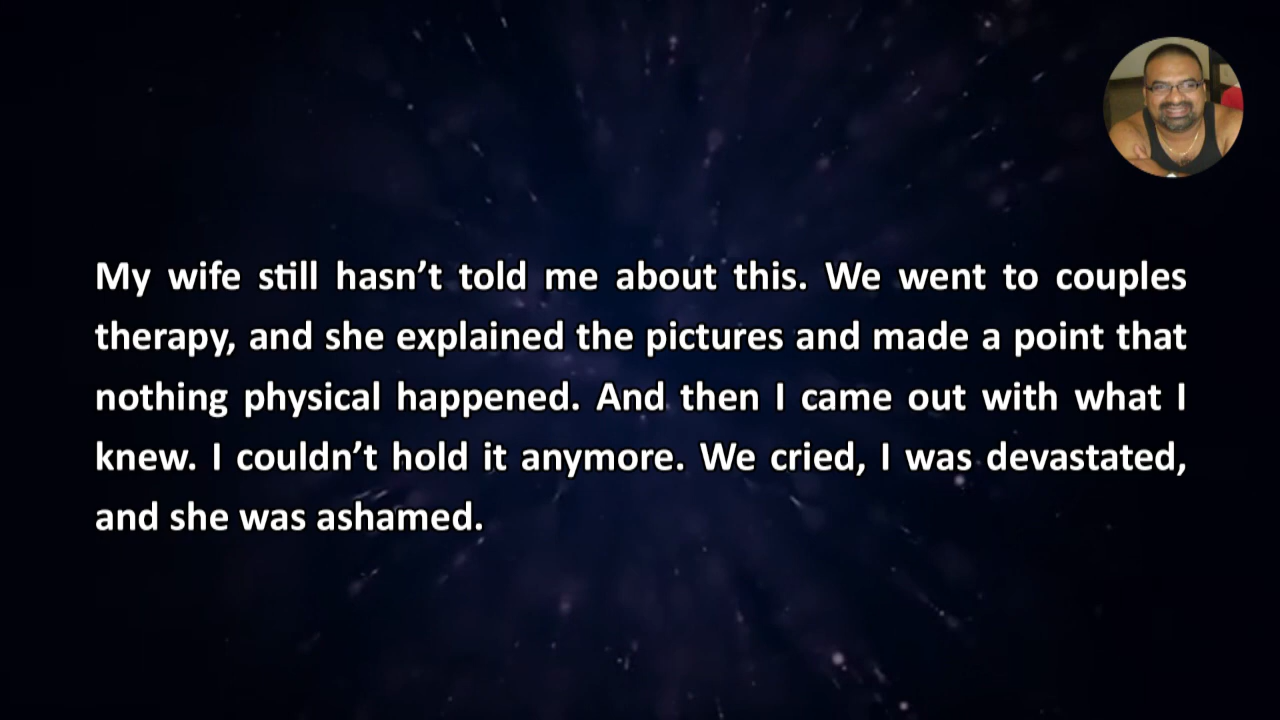 My wife still hasn’t told me about this. We went to couples
therapy, and she explained the pictures and made a point that
nothing physical happened. And then I came out with what I
knew. I couldn’t hold it anymore. We cried, I was devastated,
and she was ashamed.